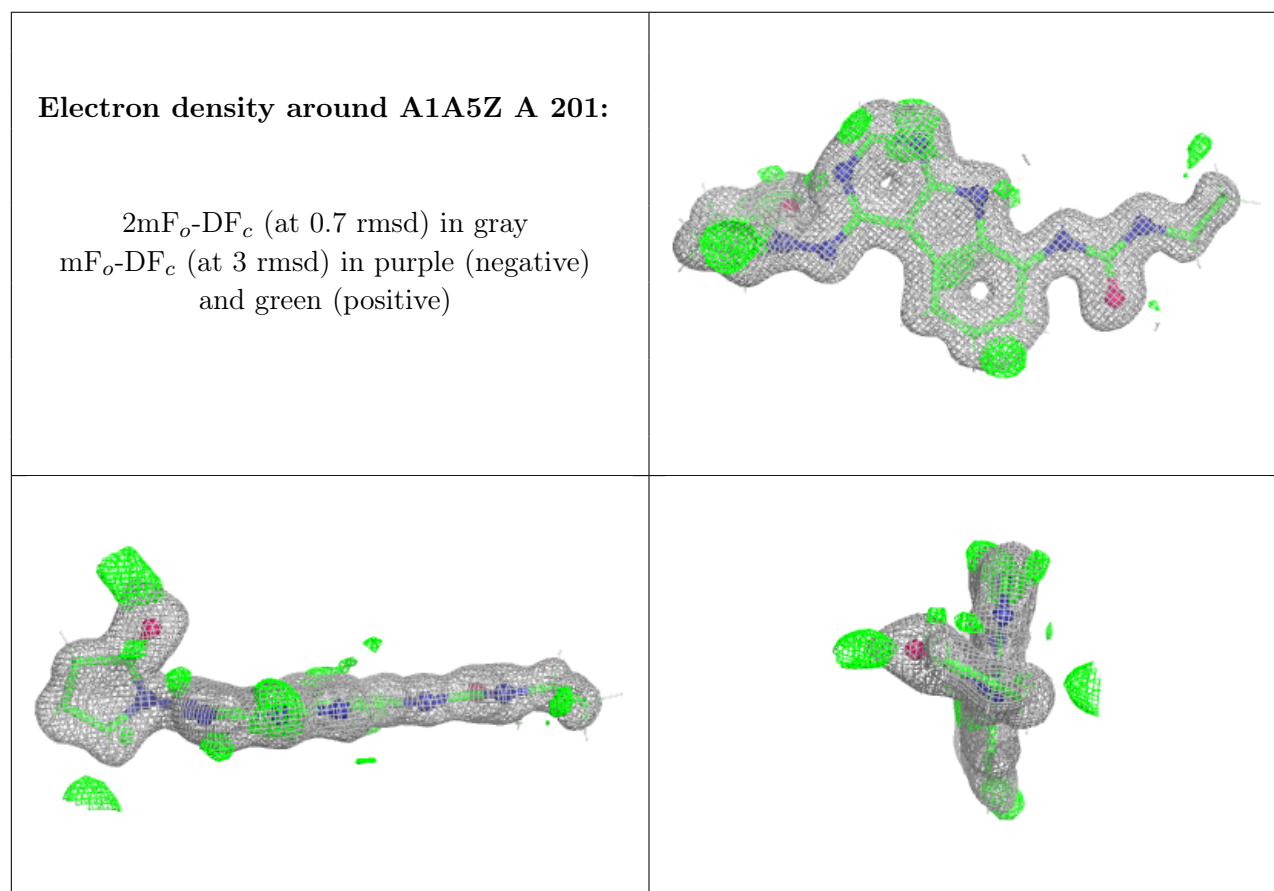 Electron density around A1A5Z A 201:
2mFo-DFc (at 0.7 rmsd) in gray
mFo-DFc (at 3 rmsd) in purple (negative)
and green (positive)